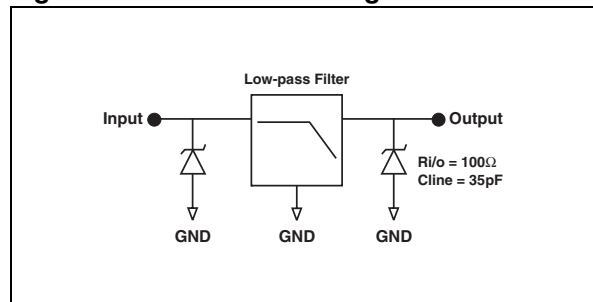 Low-pass Filter
Input
Output
Ri/o = 100Ω
Cline = 35pF
GND
GND
GND